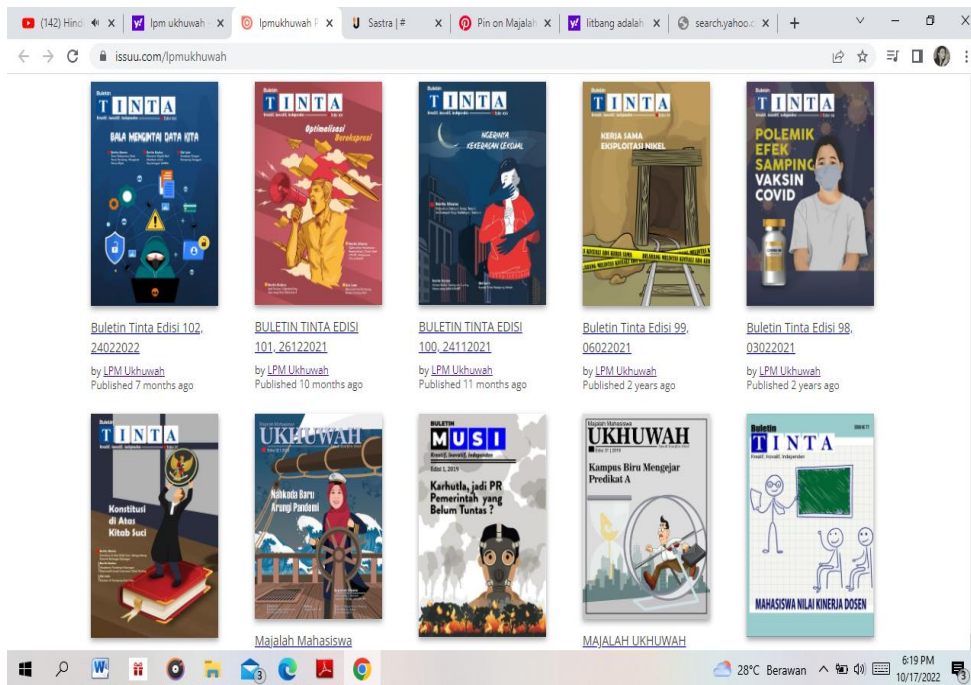 (142) Hind
lpm ukhuwah -
lpmukhuwah P
Sastra | #
Pin on Majalah
litbang adalah
search.yahoo.c
issuu.com/lpmukhuwah
Buletin
TINTA
BALA MENGINTAI DATA KITA
TINTA
Optimalisasi
Berekspresi
TINTA
NGERINYA
KEKERASAN SEKSUAL
TINTA
KERJA SAMA
EKSPLOITASI NIKEL
TINTA
POLEMIK
EFEK
SAMPING
VAKSIN
COVID
Buletin Tinta Edisi 102,
24022022
by LPM Ukhuwah
Published 7 months ago
BULETIN TINTA EDISI
101, 26122021
by LPM Ukhuwah
Published 10 months ago
BULETIN TINTA EDISI
100, 24112021
by LPM Ukhuwah
Published 11 months ago
Buletin Tinta Edisi 99,
06022021
by LPM Ukhuwah
Published 2 years ago
Buletin Tinta Edisi 98,
03022021
by LPM Ukhuwah
Published 2 years ago
TINTA
Konstitusi
di Atas
Kitab Suci
UKHUWAH
Nahkoda Baru
Arungi Pandemi
BULETIN
MUSI
Kreatif, Inovatif, Independen
Edisi 1, 2019
Karhutla, jadi PR
Pemerintah yang
Belum Tuntas ?
Majalah Mahasiswa
UKHUWAH
Kampus Biru Mengejar
Predikat A
Buletin
TINTA
Kreatif, Inovatif, Independen
MAHASISWA NILAI KINERJA DOSEN
Majalah Mahasiswa
MAJALAH UKHUWAH
28°C Berawan
6:19 PM
10/17/2022